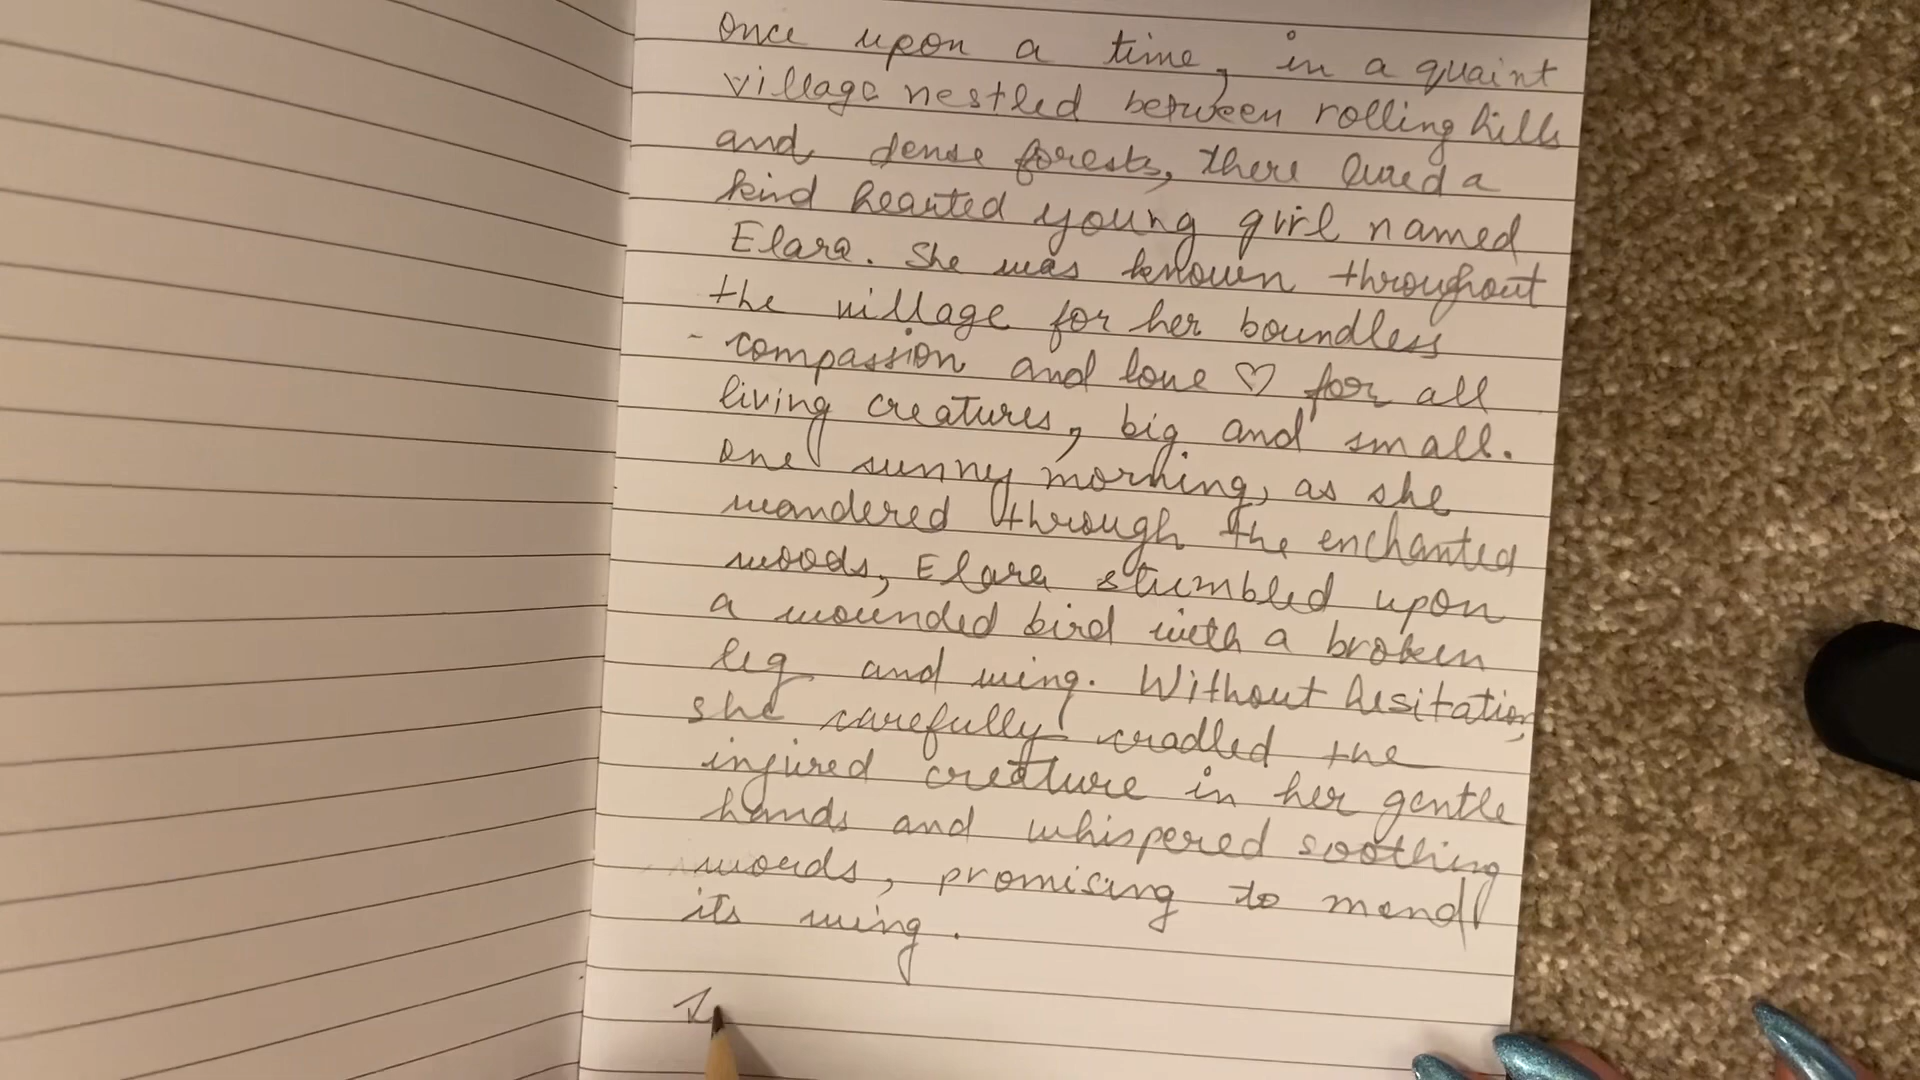 once upon a time, in a quaint
village nestled between rolling hills
and dense forests, there lived a
kind hearted young girl named
Elara. She was known throughout
the village for her boundless
- compassion and love ♡ for all
living creatures, big and small.
one sunny morning, as she
wandered through the enchanted
woods, Elara stumbled upon
a wounded bird with a broken
leg and wing. Without hesitation,
she carefully cradled the
injured creature in her gentle
hands and whispered soothing
words, promising to mend
its wing.